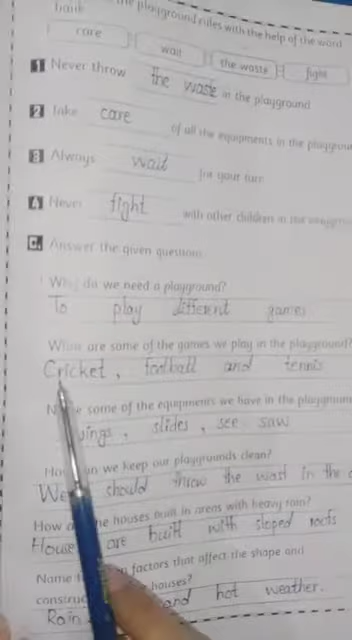 bank
the playground rules with the help of the word
care wait the waste fight
1 Never throw the waste in the playground
2 Take care of all the equipments in the playgrou
3 Always wait for your turn
4 Never fight with other children in the
C. Answer the given questions
Why do we need a playground?
To play different games
What are some of the games we play in the playground?
Cricket, football and tennis
some of the equipments we have in the playground
slides, see saw
we keep our playgrounds clean?
We should throw the wast in the
How houses built in areas with heavy rain?
House are built with sloped roofs
Name factors that affect the shape and
houses?
Rain and hot weather.